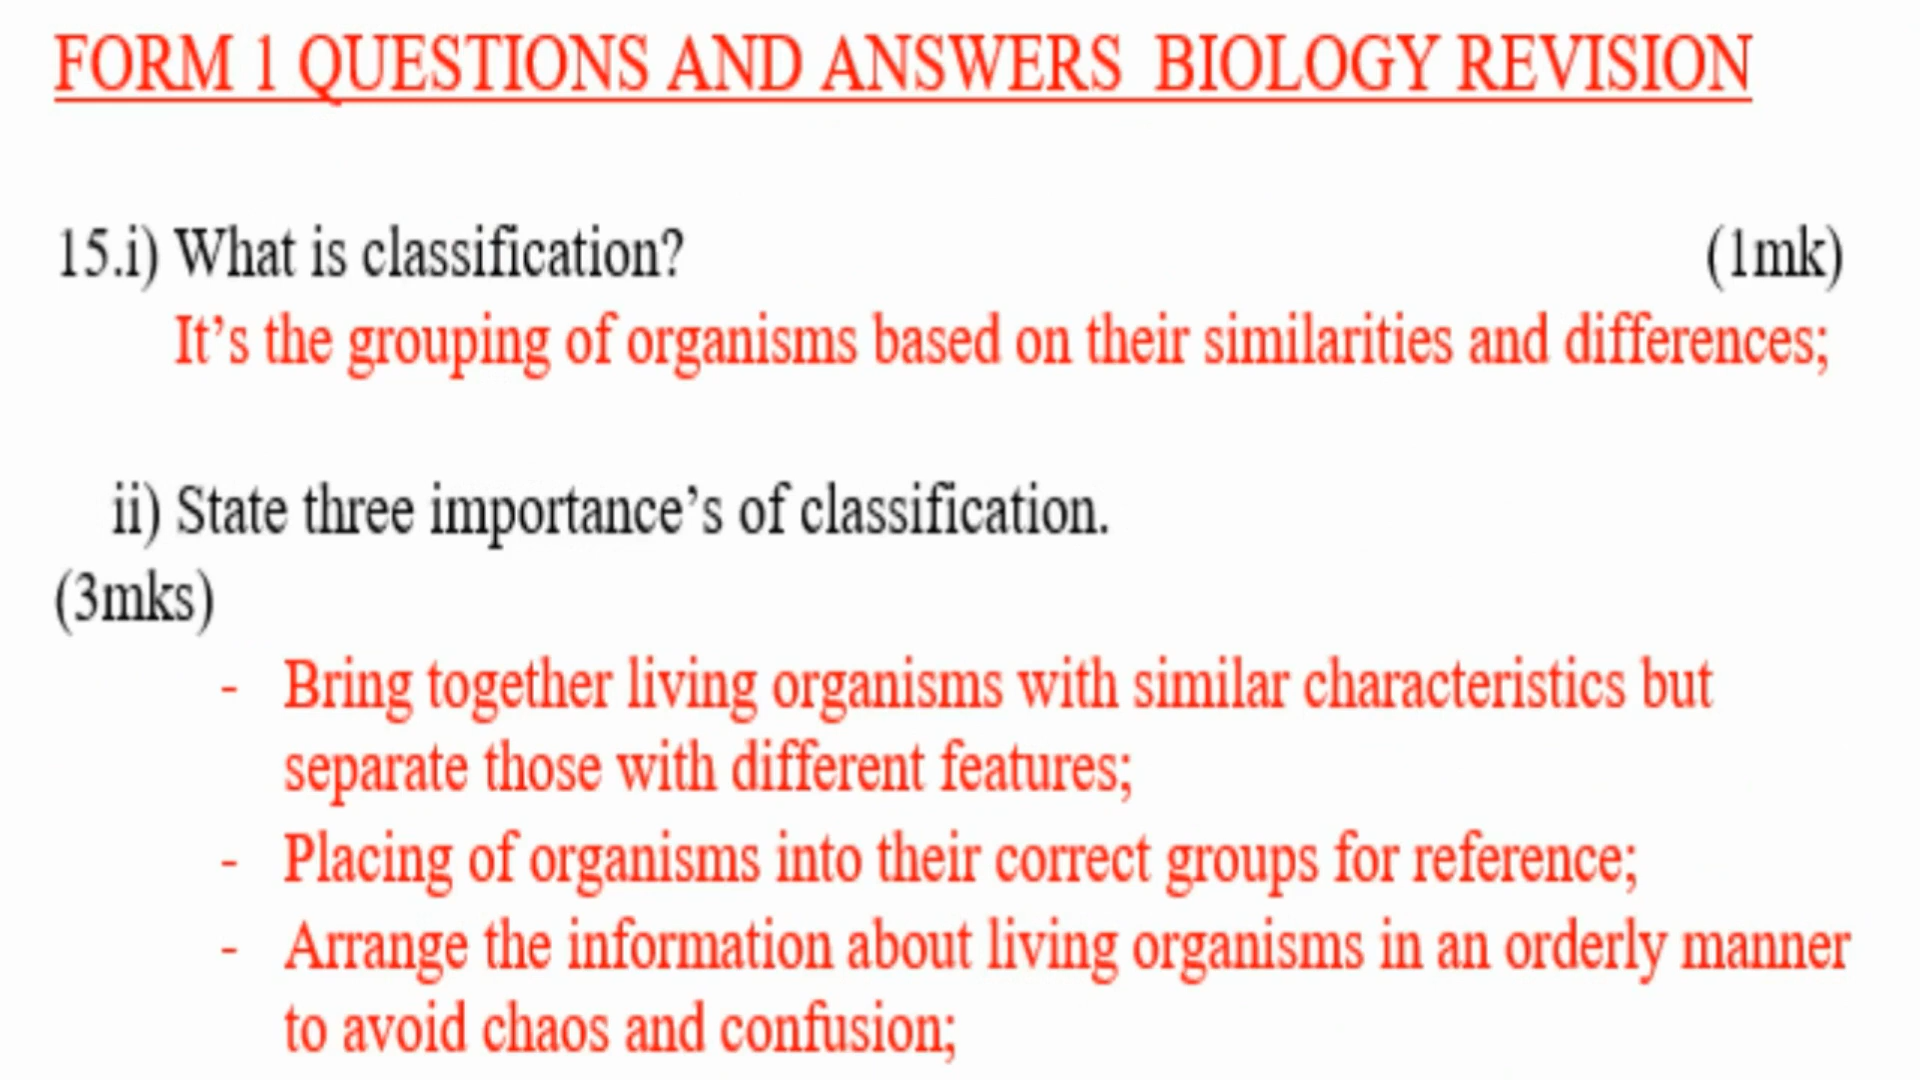 FORM 1 QUESTIONS AND ANSWERS BIOLOGY REVISION
15.i) What is classification? (1mk)
It’s the grouping of organisms based on their similarities and differences;
ii) State three importance’s of classification.
(3mks)
- Bring together living organisms with similar characteristics but
separate those with different features;
- Placing of organisms into their correct groups for reference;
- Arrange the information about living organisms in an orderly manner
to avoid chaos and confusion;